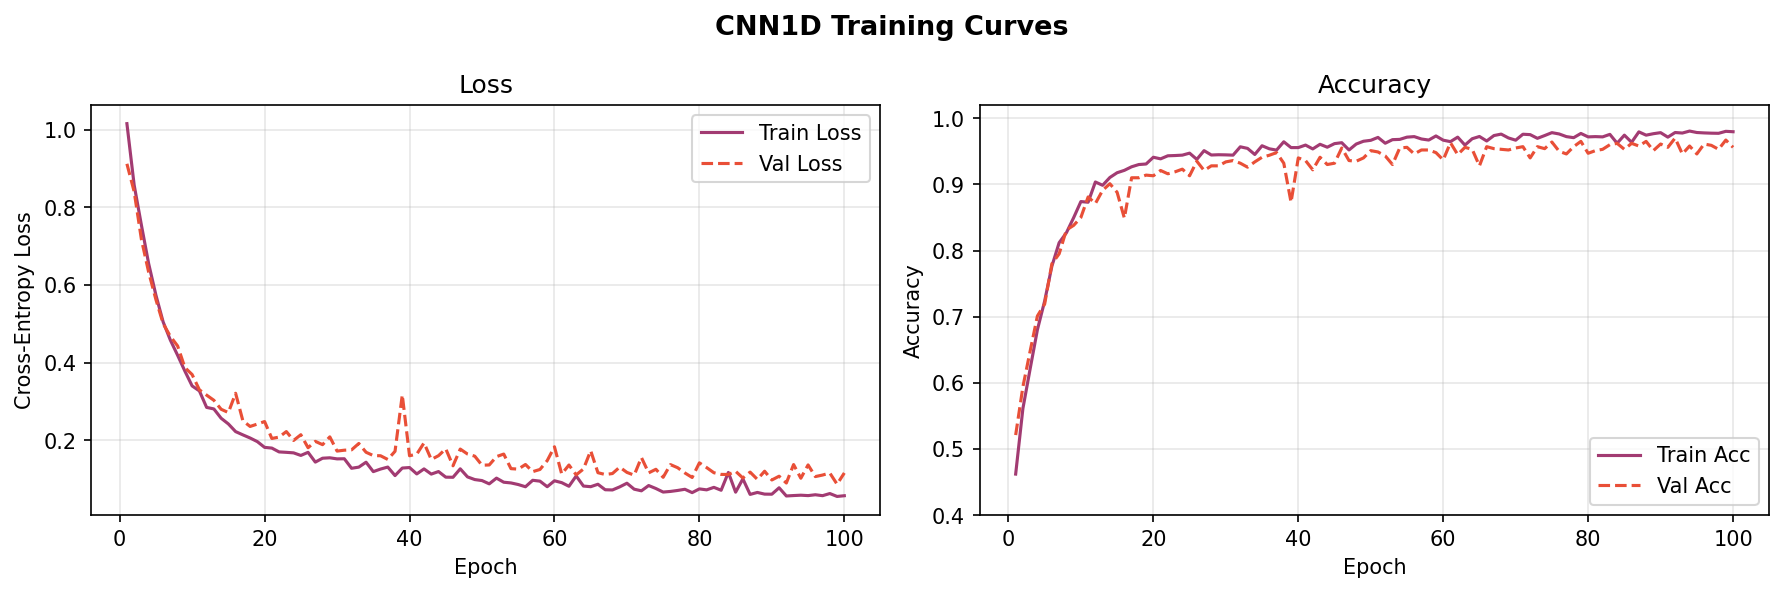 CNN1D Training Curves
Loss
Cross-Entropy Loss
1.0
0.8
0.6
0.4
0.2
Train Loss
Val Loss
0 20 40 60 80 100
Epoch
Accuracy
Accuracy
1.0
0.9
0.8
0.7
0.6
0.5
0.4
Train Acc
Val Acc
0 20 40 60 80 100
Epoch